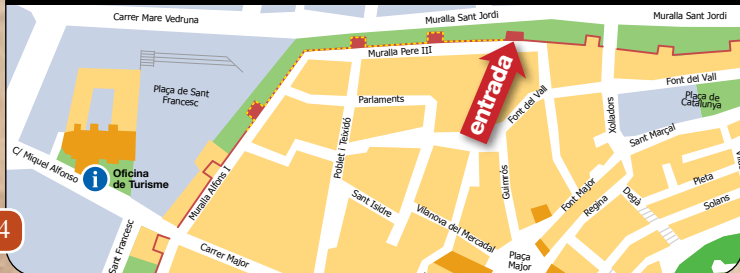 Carrer Mare Vedruna
Muralla Sant Jordi
Muralla Sant Jordi
Muralla Pere III
entrada
Font del Vall
Plaça de Sant
Francesc
Parlaments
Font del Vall
Plaça de
Catalunya
Xolladors
Sant Marçal
Poblet i Teixidó
C/ Miquel Alfonso
i
Oficina
de Turisme
Muralla Alfons I
Guimrós
Sant Isidre
Font Major
Regina
Degà
Pleta
Solans
Vilanova del Mercadal
Plaça
Major
4
Sant Francesc
Carrer Major